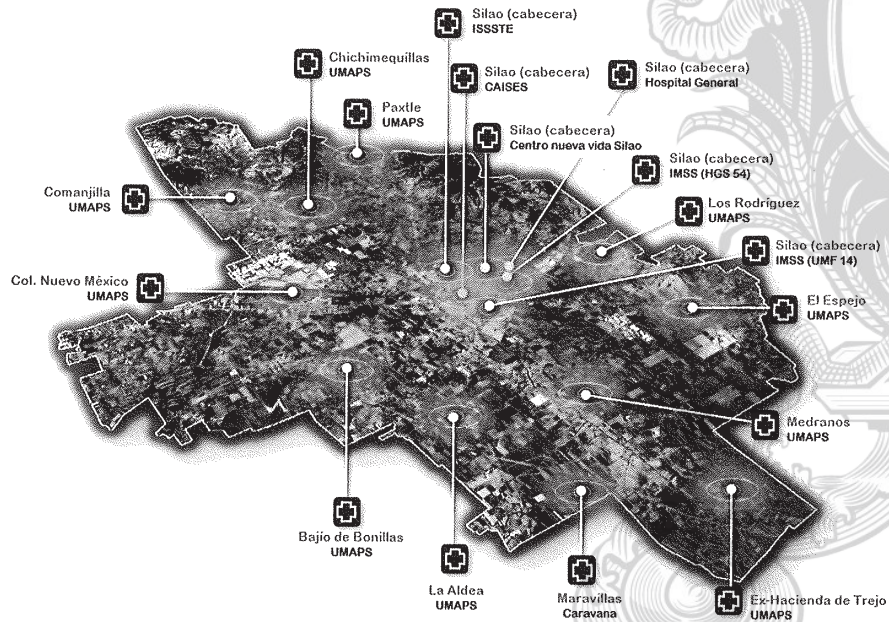 Silao (cabecera)
ISSSTE
Chichimequillas
UMAPS
Silao (cabecera)
CAISES
Silao (cabecera)
Hospital General
Paxtle
UMAPS
Silao (cabecera)
Centro nueva vida Silao
Silao (cabecera)
IMSS (HGS 54)
Comanjilla
UMAPS
Los Rodríguez
UMAPS
Silao (cabecera)
IMSS (UMF 14)
Col. Nuevo México
UMAPS
El Espejo
UMAPS
Medranos
UMAPS
Bajío de Bonillas
UMAPS
La Aldea
UMAPS
Maravillas
Caravana
Ex-Hacienda de Trejo
UMAPS